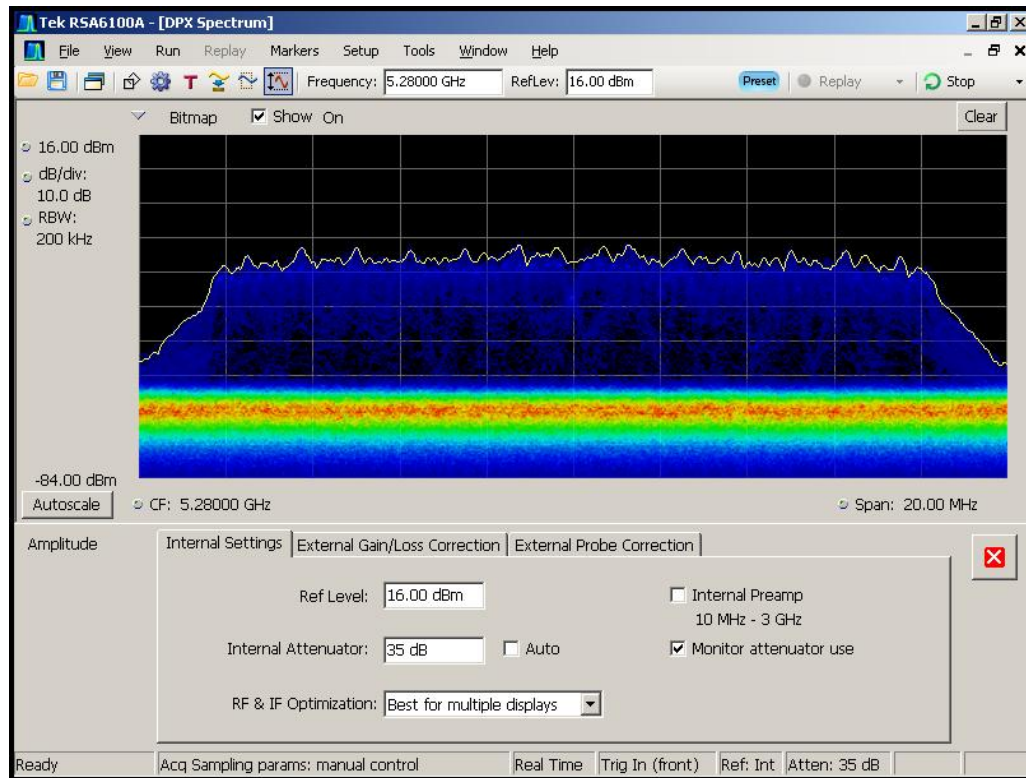 Tek RSA6100A - [DPX Spectrum]
File View Run Replay Markers Setup Tools Window Help
T Frequency: 5.28000 GHz RefLev: 16.00 dBm Preset Replay Stop
Bitmap Show On Clear
16.00 dBm
dB/div:
10.0 dB
RBW:
200 kHz
-84.00 dBm
Autoscale CF: 5.28000 GHz Span: 20.00 MHz
Amplitude Internal Settings External Gain/Loss Correction External Probe Correction
Ref Level: 16.00 dBm Internal Preamp
10 MHz - 3 GHz
Internal Attenuator: 35 dB Auto Monitor attenuator use
RF & IF Optimization: Best for multiple displays
Ready Acq Sampling params: manual control Real Time Trig In (front) Ref: Int Atten: 35 dB